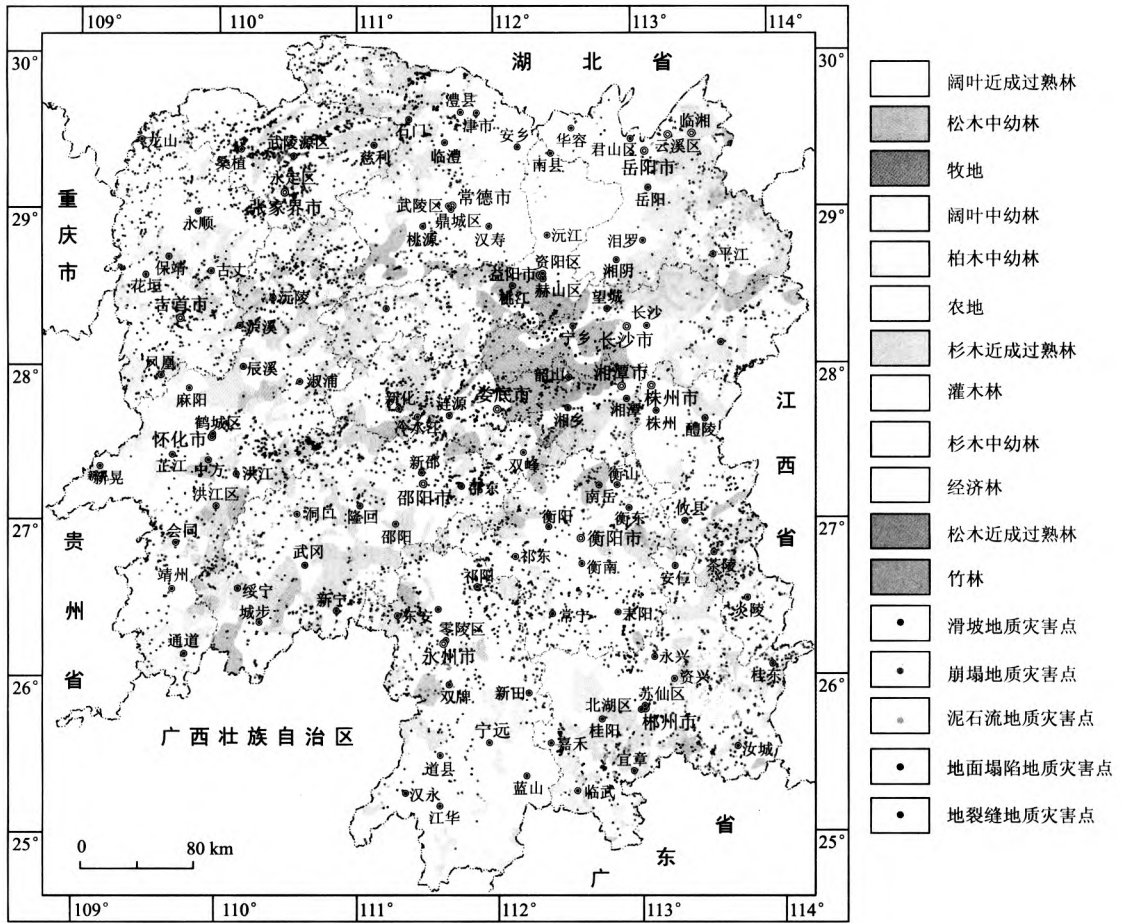 109° 110° 111° 112° 113° 114°
30°
29°
28°
27°
26°
25°
30°
29°
28°
27°
26°
25°
109° 110° 111° 112° 113° 114°
湖北省
重庆市
贵州省
广西壮族自治区
广东省
江西省
龙山
桑植
武陵源区
永定区
张家界市
慈利
石门
澧县
津市
临澧
安乡
华容
南县
君山区
临湘
云溪区
岳阳市
岳阳
永顺
武陵区
常德市
鼎城区
桃源
汉寿
沅江
汨罗
平江
保靖
花垣
古丈
吉首市
沅陵
资阳区
益阳市
赫山区
桃江
湘阴
望城
长沙
宁乡
长沙市
凤凰
辰溪
溆浦
麻阳
韶山
湘潭市
湘潭
株州市
株州
醴陵
新化
涟源
娄底市
冷水江
湘乡
双峰
鹤城区
怀化市
芷江
中方
洪江
洪江区
新晃
新邵
邵阳市
邵东
衡山
南岳
衡东
攸县
会同
洞口
隆回
邵阳
衡阳
衡阳市
衡南
祁东
祁阳
安仁
茶陵
炎陵
靖州
绥宁
武冈
新宁
城步
通道
东安
零陵区
永州市
双牌
常宁
耒阳
永兴
资兴
桂东
新田
北湖区
苏仙区
郴州市
桂阳
宁远
嘉禾
宜章
汝城
道县
蓝山
临武
汉永
江华
0 80 km
阔叶近成过熟林
松木中幼林
牧地
阔叶中幼林
柏木中幼林
农地
杉木近成过熟林
灌木林
杉木中幼林
经济林
松木近成过熟林
竹林
滑坡地质灾害点
崩塌地质灾害点
泥石流地质灾害点
地面塌陷地质灾害点
地裂缝地质灾害点